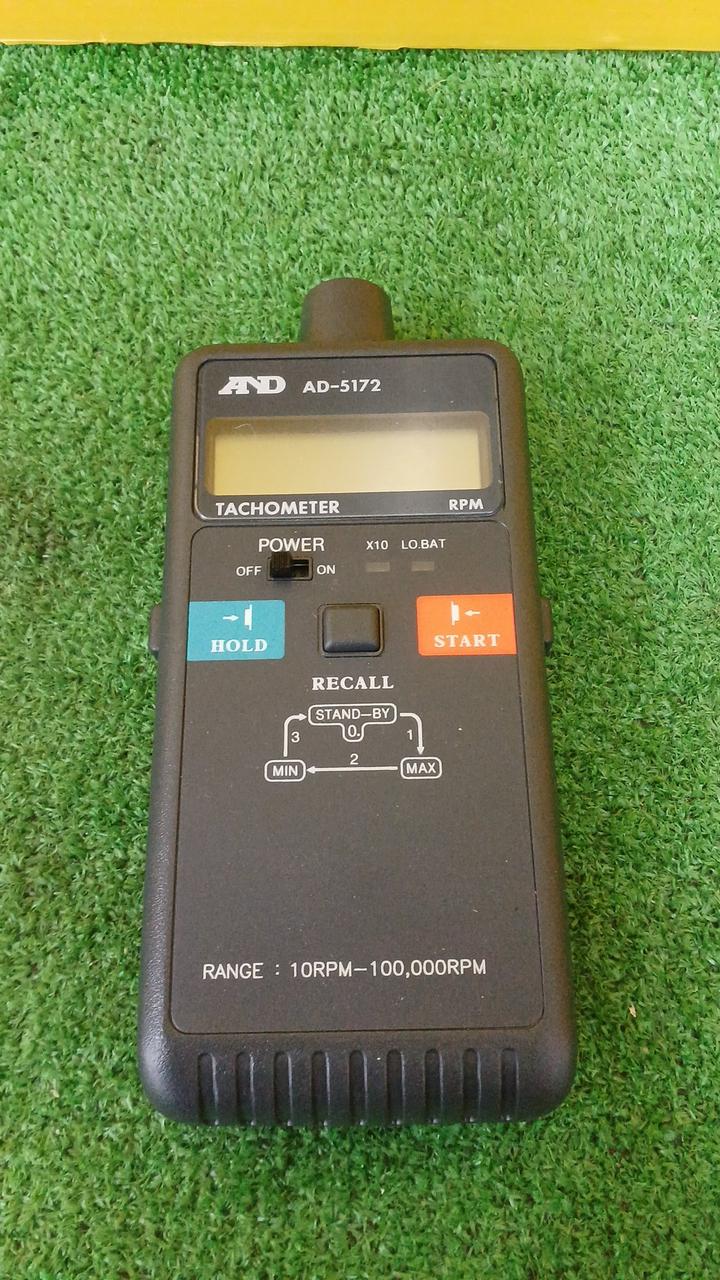 AND AD-5172
TACHOMETER RPM
POWER X10 LO.BAT
OFF ON
HOLD START
RECALL
STAND-BY
3 0. 1
MIN 2 MAX
RANGE : 10RPM-100,000RPM